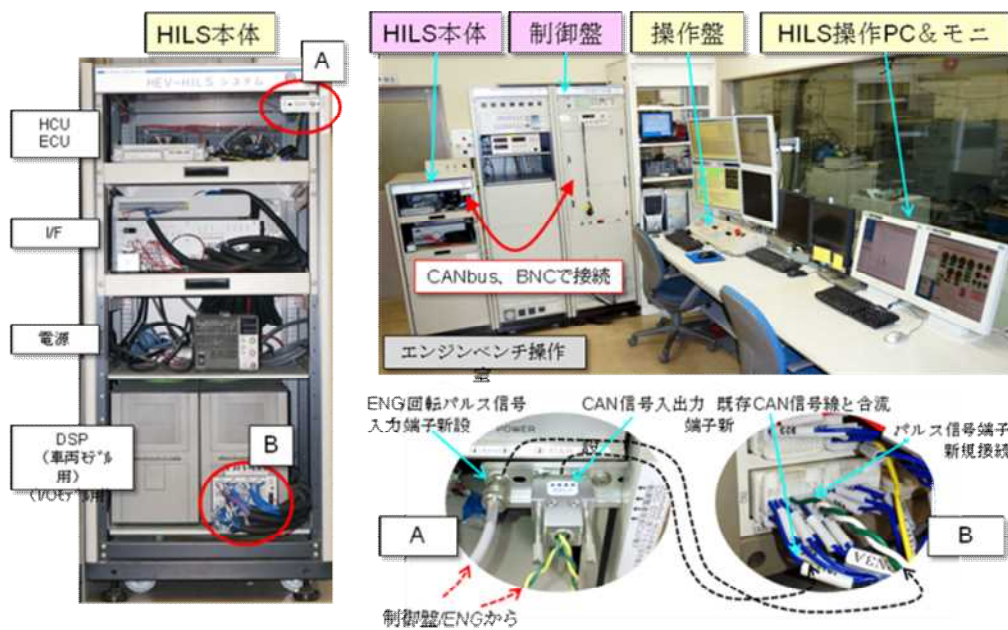 HILS本体
A
HEV-HILS システム
HCU
ECU
I/F
電源
DSP
(車両ﾓﾃﾞﾙ
用)
(I/Oﾓﾃﾞﾙ用)
B
HILS本体
制御盤
操作盤
HILS操作PC&モニ
CANbus、BNCで接続
エンジンベンチ操作
室
ENG回転パルス信号
入力端子新設
CAN信号入出力
端子新
既存CAN信号線と合流
パルス信号端子
新規接続
POWER
A
B
制御盤/ENGから